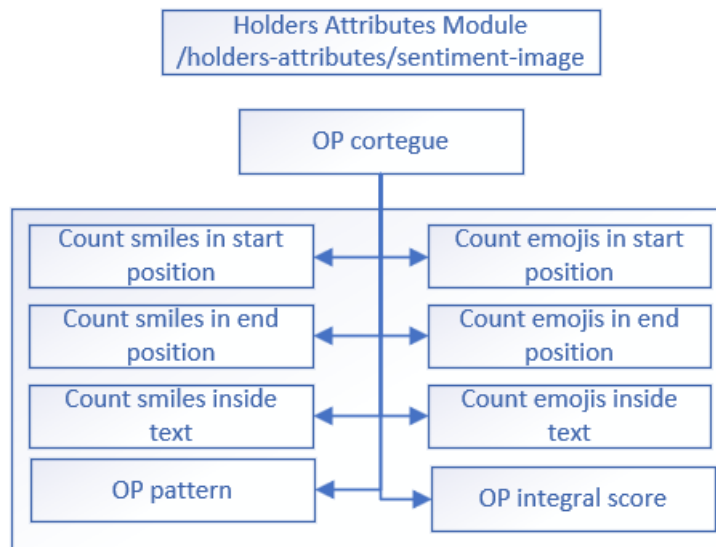 Holders Attributes Module
/holders-attributes/sentiment-image
OP cortegue
Count smiles in start
position
Count emojis in start
position
Count smiles in end
position
Count emojis in end
position
Count smiles inside
text
Count emojis inside
text
OP pattern
OP integral score